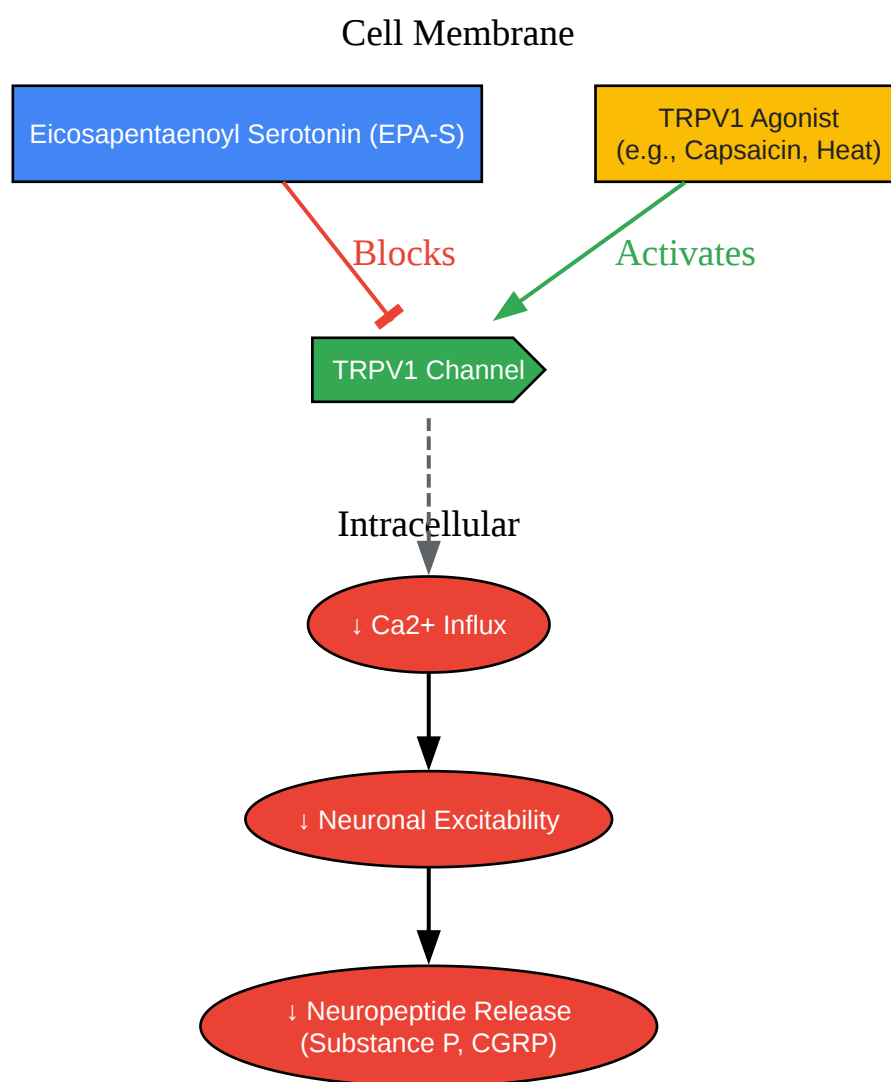 Cell Membrane
Eicosapentaenoyl Serotonin (EPA-S)
TRPV1 Agonist
(e.g., Capsaicin, Heat)
Blocks
Activates
TRPV1 Channel
Intracellular
↓ Ca2+ Influx
↓ Neuronal Excitability
↓ Neuropeptide Release
(Substance P, CGRP)